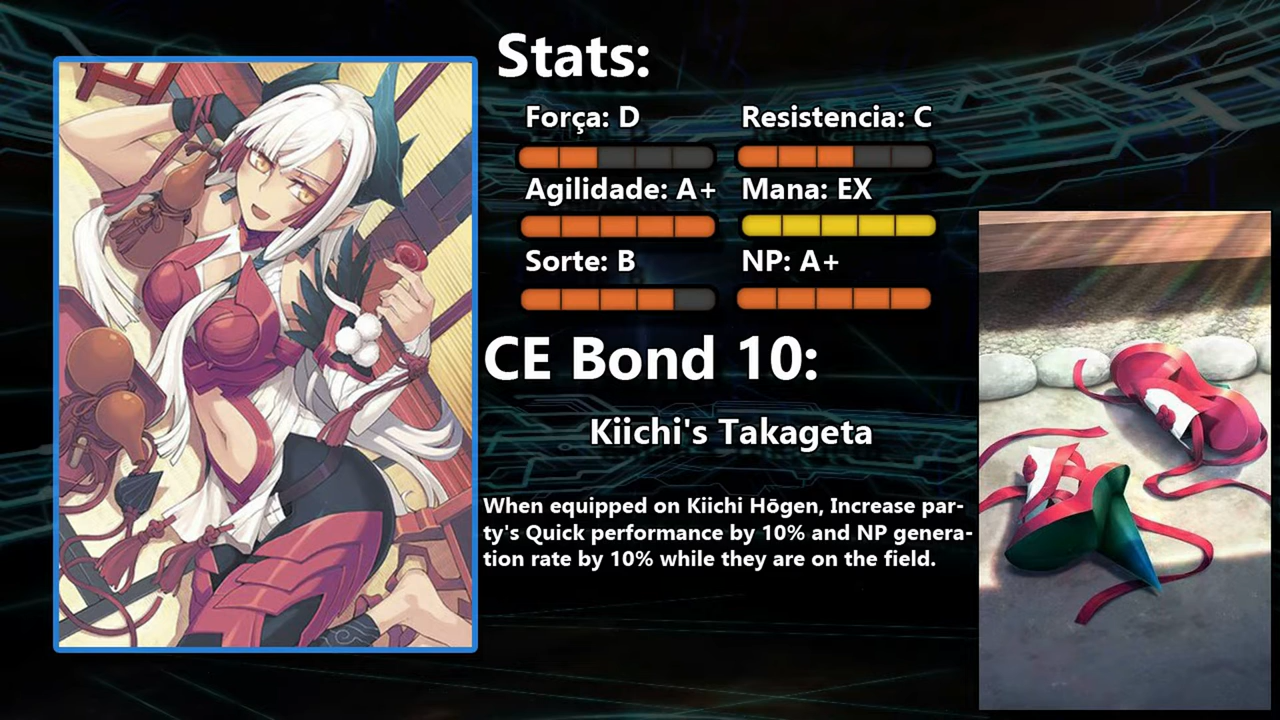 Stats:
Força: D
Resistencia: C
Agilidade: A+
Mana: EX
Sorte: B
NP: A+
CE Bond 10:
Kiichi's Takageta
When equipped on Kiichi Hōgen, Increase par-
ty's Quick performance by 10% and NP genera-
tion rate by 10% while they are on the field.